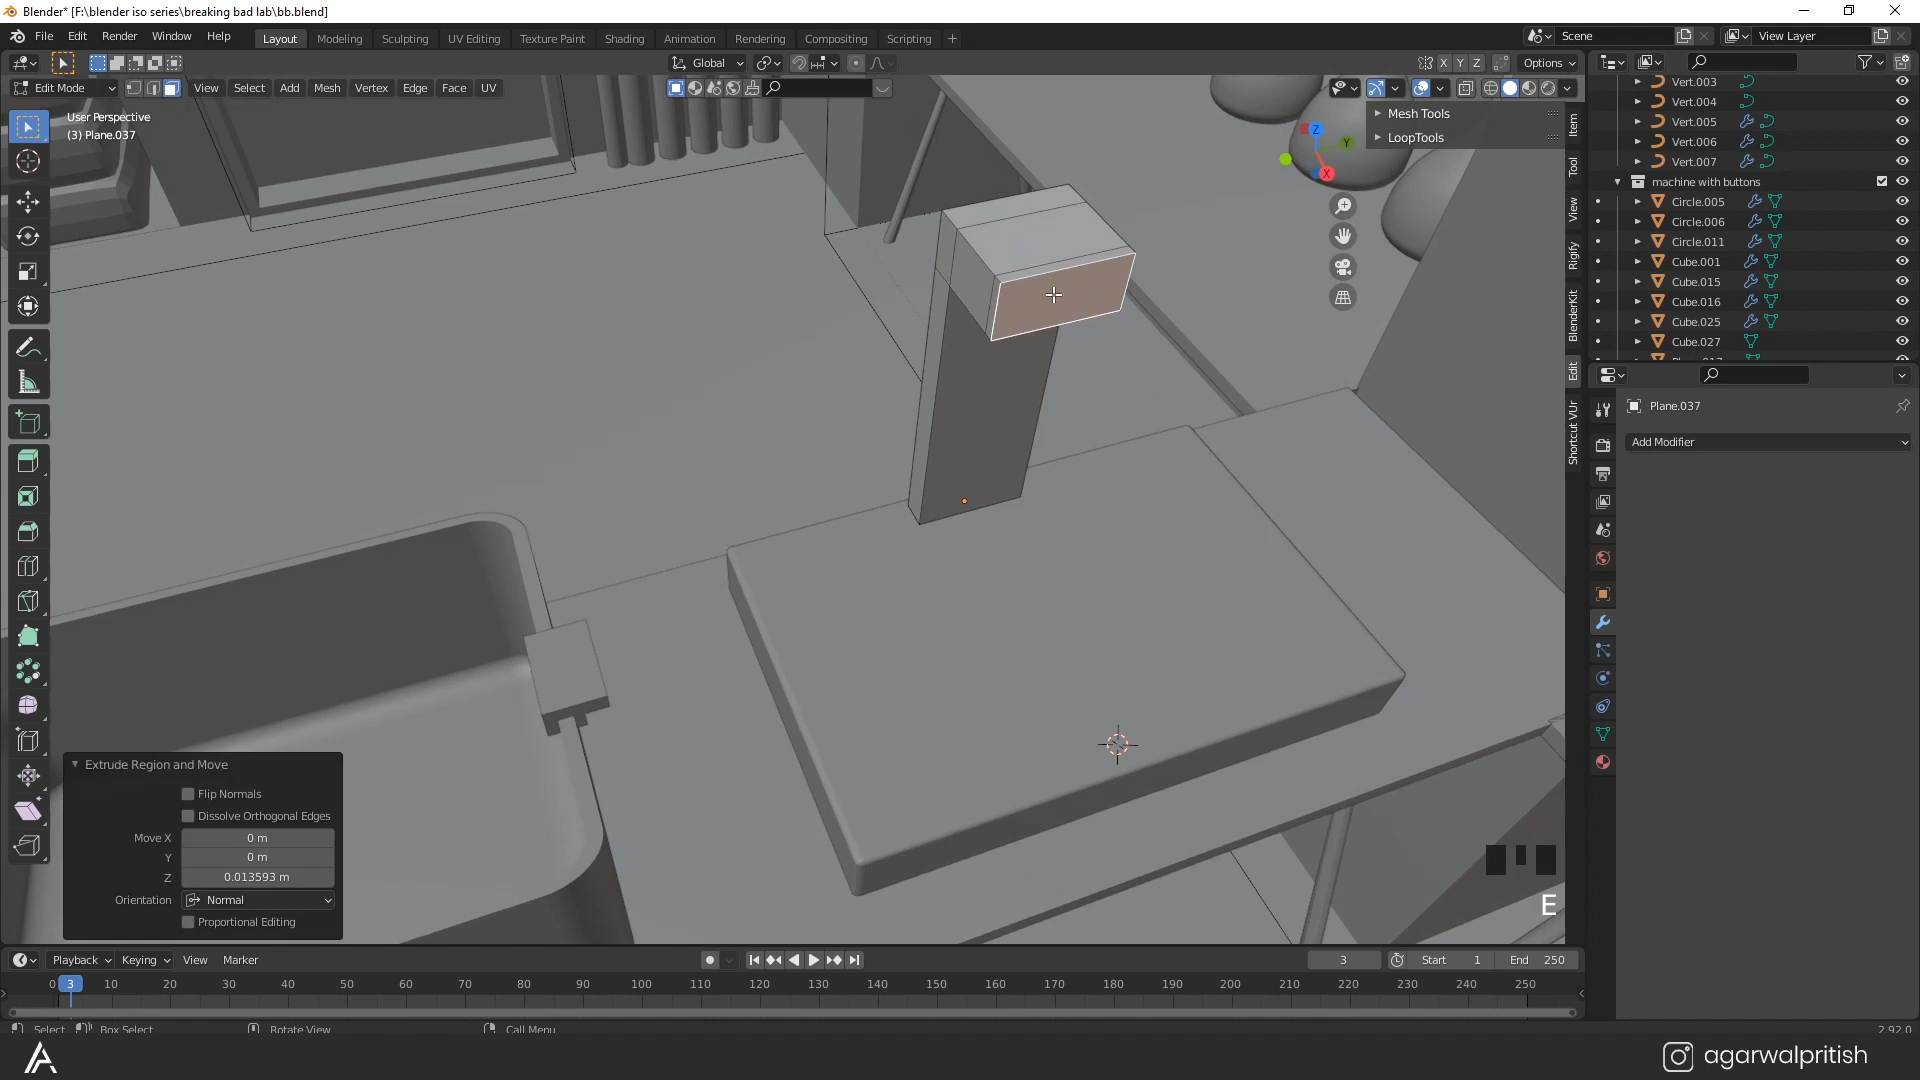 Blender* [F:\blender iso series\breaking bad lab\bb.blend]
File Edit Render Window Help
Layout Modeling Sculpting UV Editing Texture Paint Shading Animation Rendering Compositing Scripting
Scene
View Layer
Global
X Y Z
Options
Edit Mode
View Select Add Mesh Vertex Edge Face UV
User Perspective
(3) Plane.037
Mesh Tools
LoopTools
Z
Y
X
Item
Tool
View
Rigify
BlenderKit
Edit
Shortcut VUr
Vert.003
Vert.004
Vert.005
Vert.006
Vert.007
machine with buttons
Circle.005
Circle.006
Circle.011
Cube.001
Cube.015
Cube.016
Cube.025
Cube.027
Plane.037
Add Modifier
Extrude Region and Move
Flip Normals
Dissolve Orthogonal Edges
Move X 0 m
Y 0 m
Z 0.013593 m
Orientation Normal
Proportional Editing
E
Playback Keying View Marker
3
Start 1
End 250
0 3 10 20 30 40 50 60 70 80 90 100 110 120 130 140 150 160 170 180 190 200 210 220 230 240 250
Select Box Select Rotate View Call Menu
2.92.0
agarwalpritish